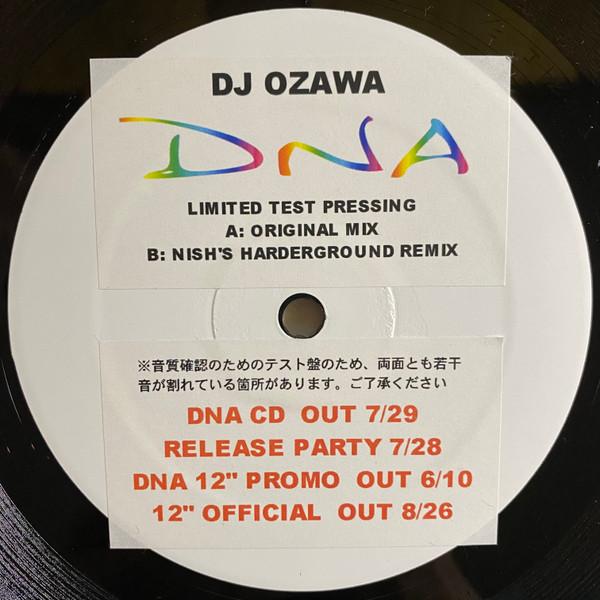 DJ OZAWA
DNA
LIMITED TEST PRESSING
A: ORIGINAL MIX
B: NISH'S HARDERGROUND REMIX
※音質確認のためのテスト盤のため、両面とも若干
音が割れている箇所があります。ご了承ください
DNA CD OUT 7/29
RELEASE PARTY 7/28
DNA 12" PROMO OUT 6/10
12" OFFICIAL OUT 8/26